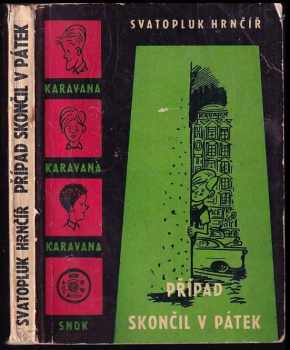 SVATOPLUK HRNČÍŘ PŘÍPAD SKONČIL V PÁTEK
SVATOPLUK HRNČÍŘ
KARAVANA
KARAVANA
KARAVANA
SNDK
PŘÍPAD
SKONČIL V PÁTEK